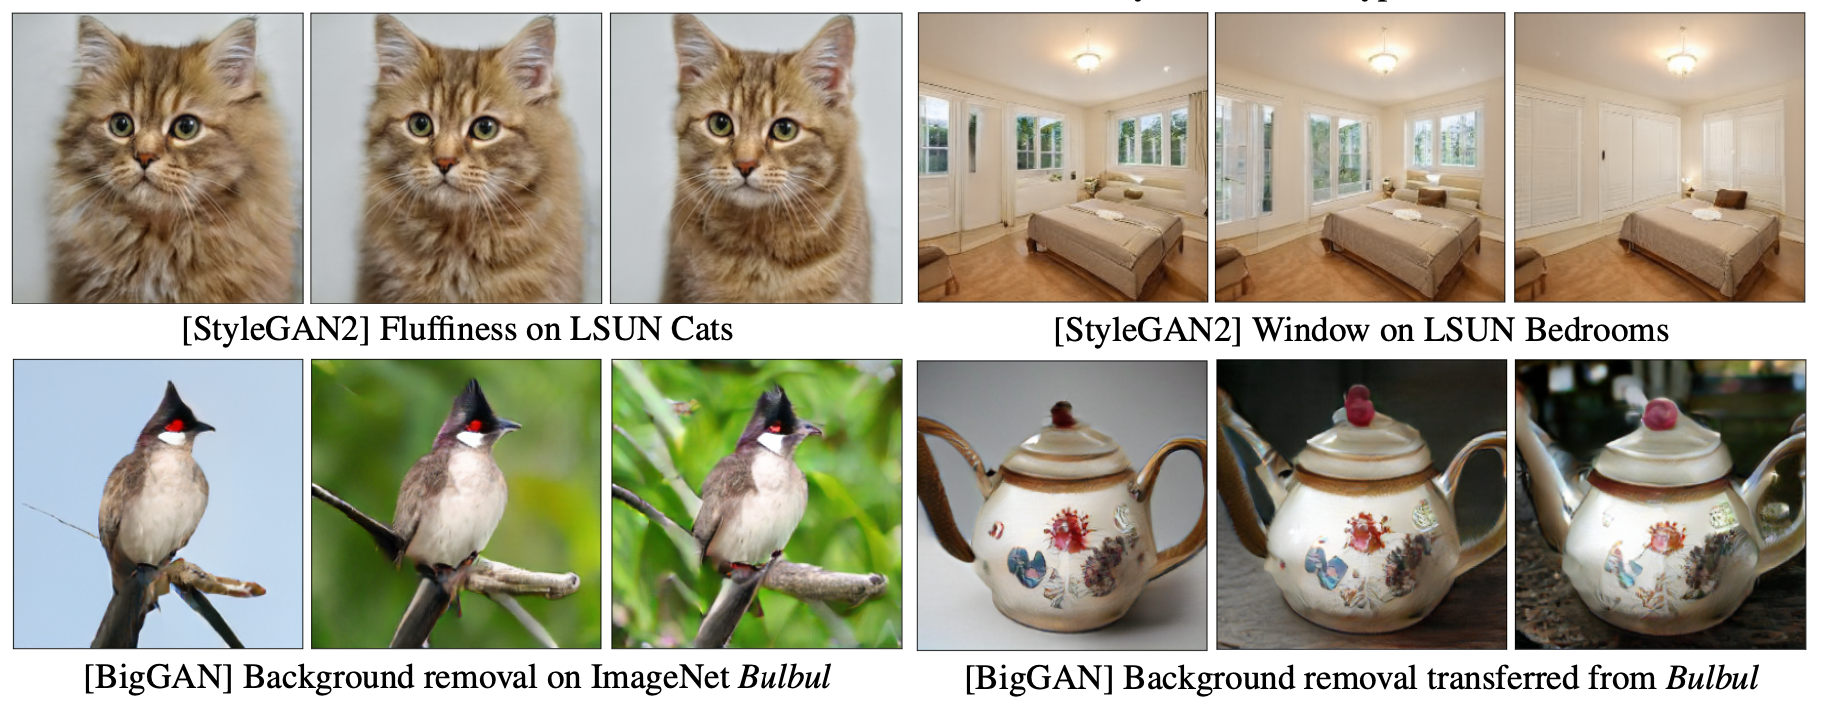 [StyleGAN2] Fluffiness on LSUN Cats
[StyleGAN2] Window on LSUN Bedrooms
[BigGAN] Background removal on ImageNet Bulbul
[BigGAN] Background removal transferred from Bulbul